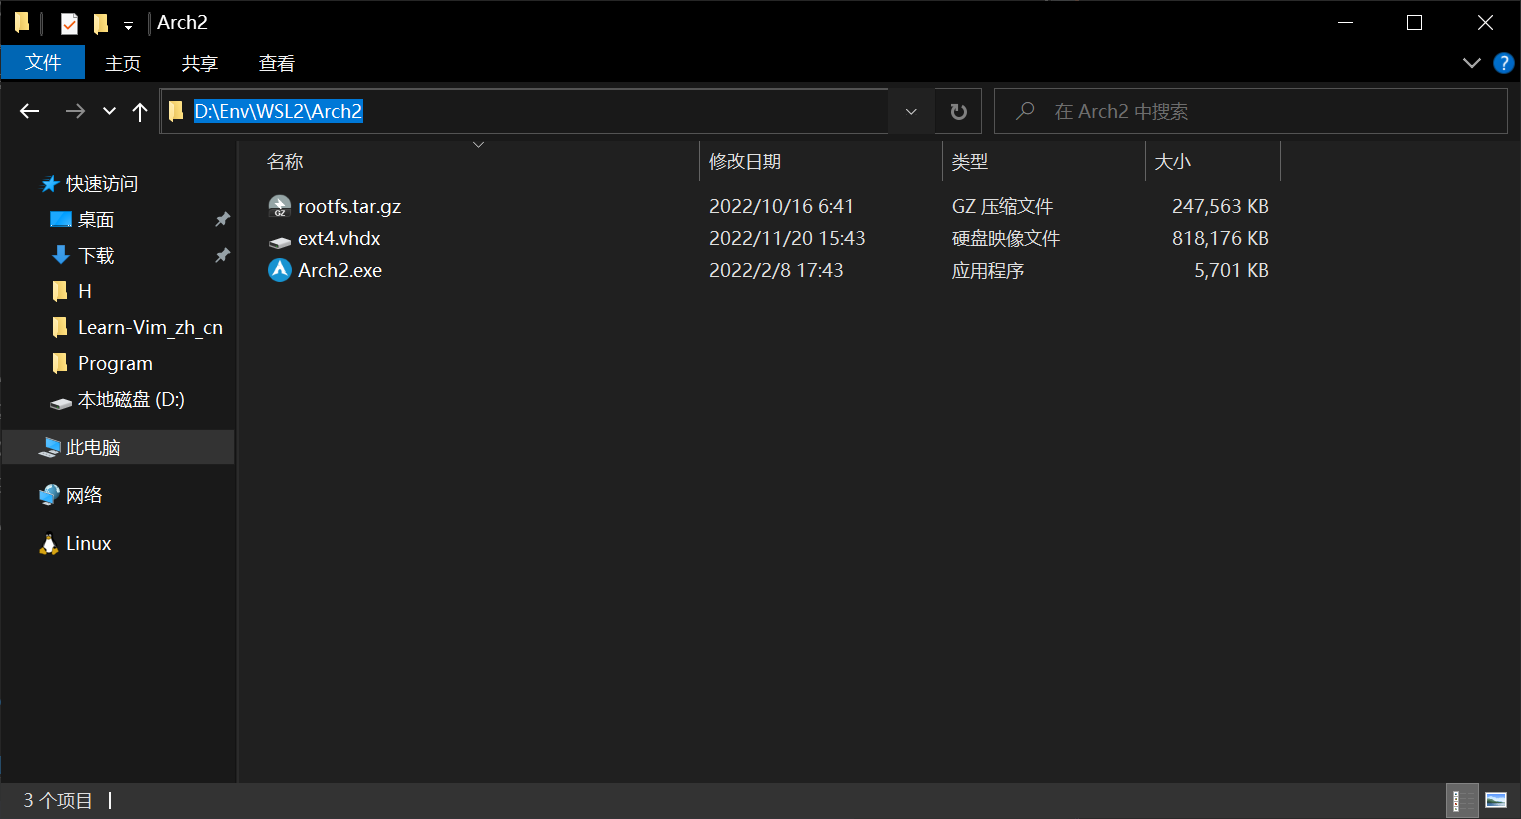 Arch2
文件 主页 共享 查看 ?
D:\Env\WSL2\Arch2 在 Arch2 中搜索
名称 修改日期 类型 大小
快速访问
桌面
下载
H
Learn-Vim_zh_cn
Program
本地磁盘 (D:)
此电脑
网络
Linux
rootfs.tar.gz 2022/10/16 6:41 GZ 压缩文件 247,563 KB
ext4.vhdx 2022/11/20 15:43 硬盘映像文件 818,176 KB
Arch2.exe 2022/2/8 17:43 应用程序 5,701 KB
3 个项目